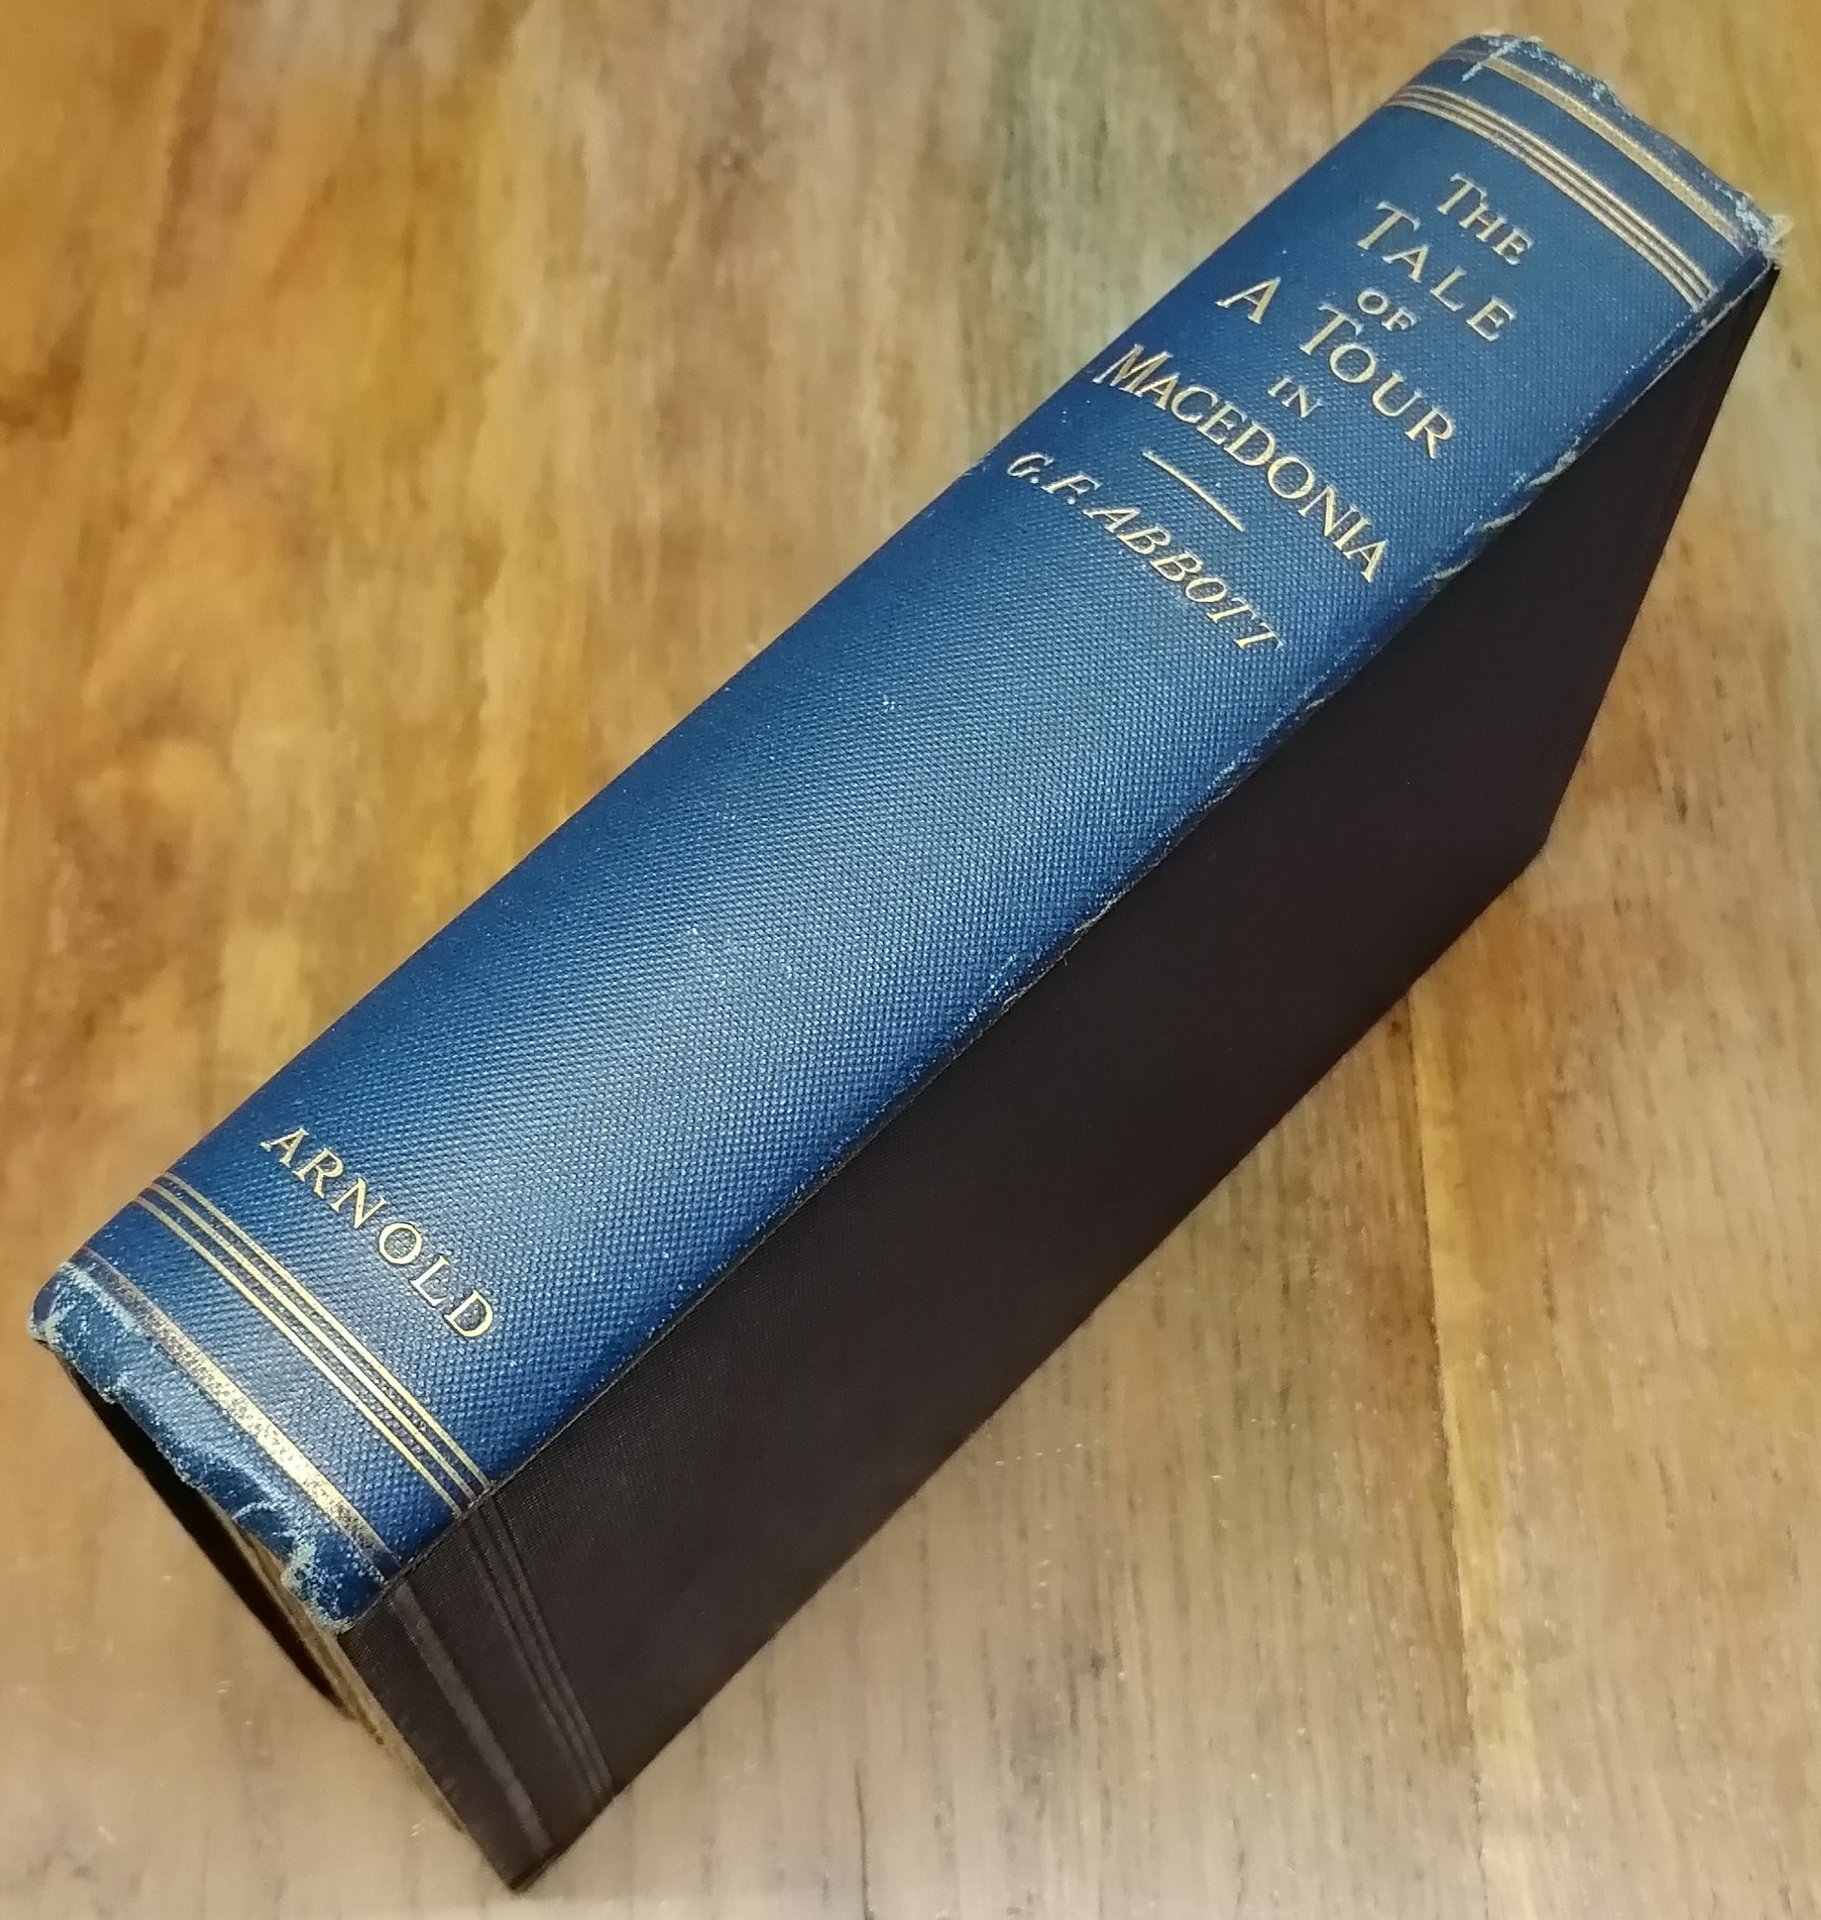 THE
TALE
OF
A TOUR
IN
MACEDONIA
G. F. ABBOTT
ARNOLD